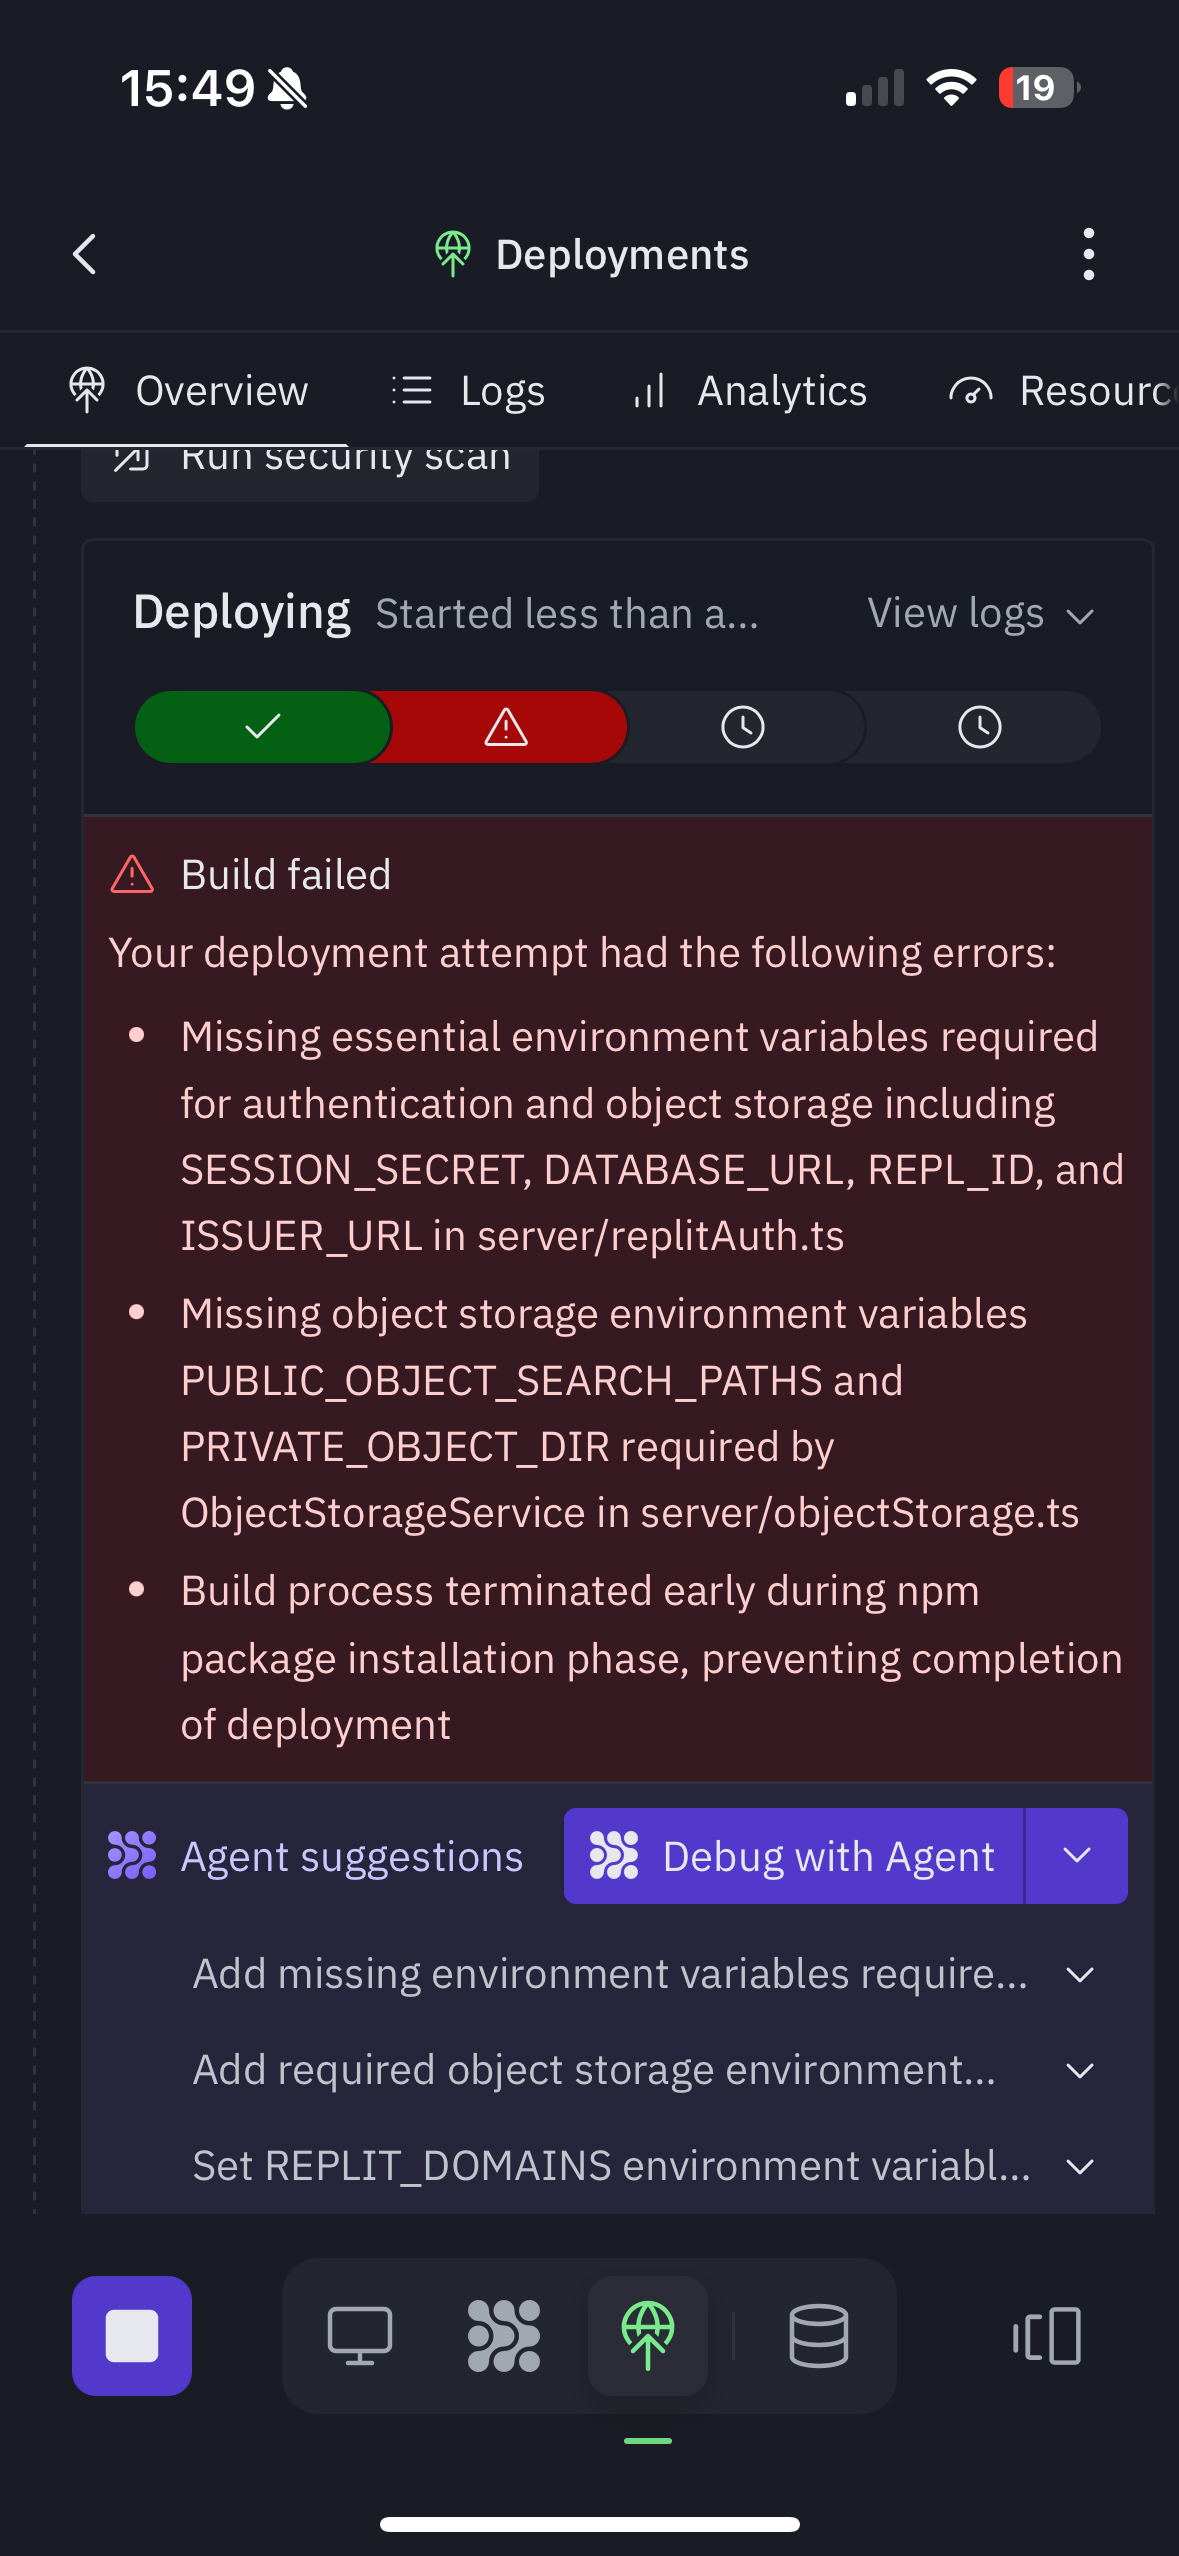 15:49
19
Deployments
Overview
Logs
Analytics
Resourc
Run security scan
Deploying
Started less than a...
View logs
Build failed
Your deployment attempt had the following errors:
• Missing essential environment variables required
for authentication and object storage including
SESSION_SECRET, DATABASE_URL, REPL_ID, and
ISSUER_URL in server/replitAuth.ts
• Missing object storage environment variables
PUBLIC_OBJECT_SEARCH_PATHS and
PRIVATE_OBJECT_DIR required by
ObjectStorageService in server/objectStorage.ts
• Build process terminated early during npm
package installation phase, preventing completion
of deployment
Agent suggestions
Debug with Agent
Add missing environment variables require...
Add required object storage environment...
Set REPLIT_DOMAINS environment variabl...